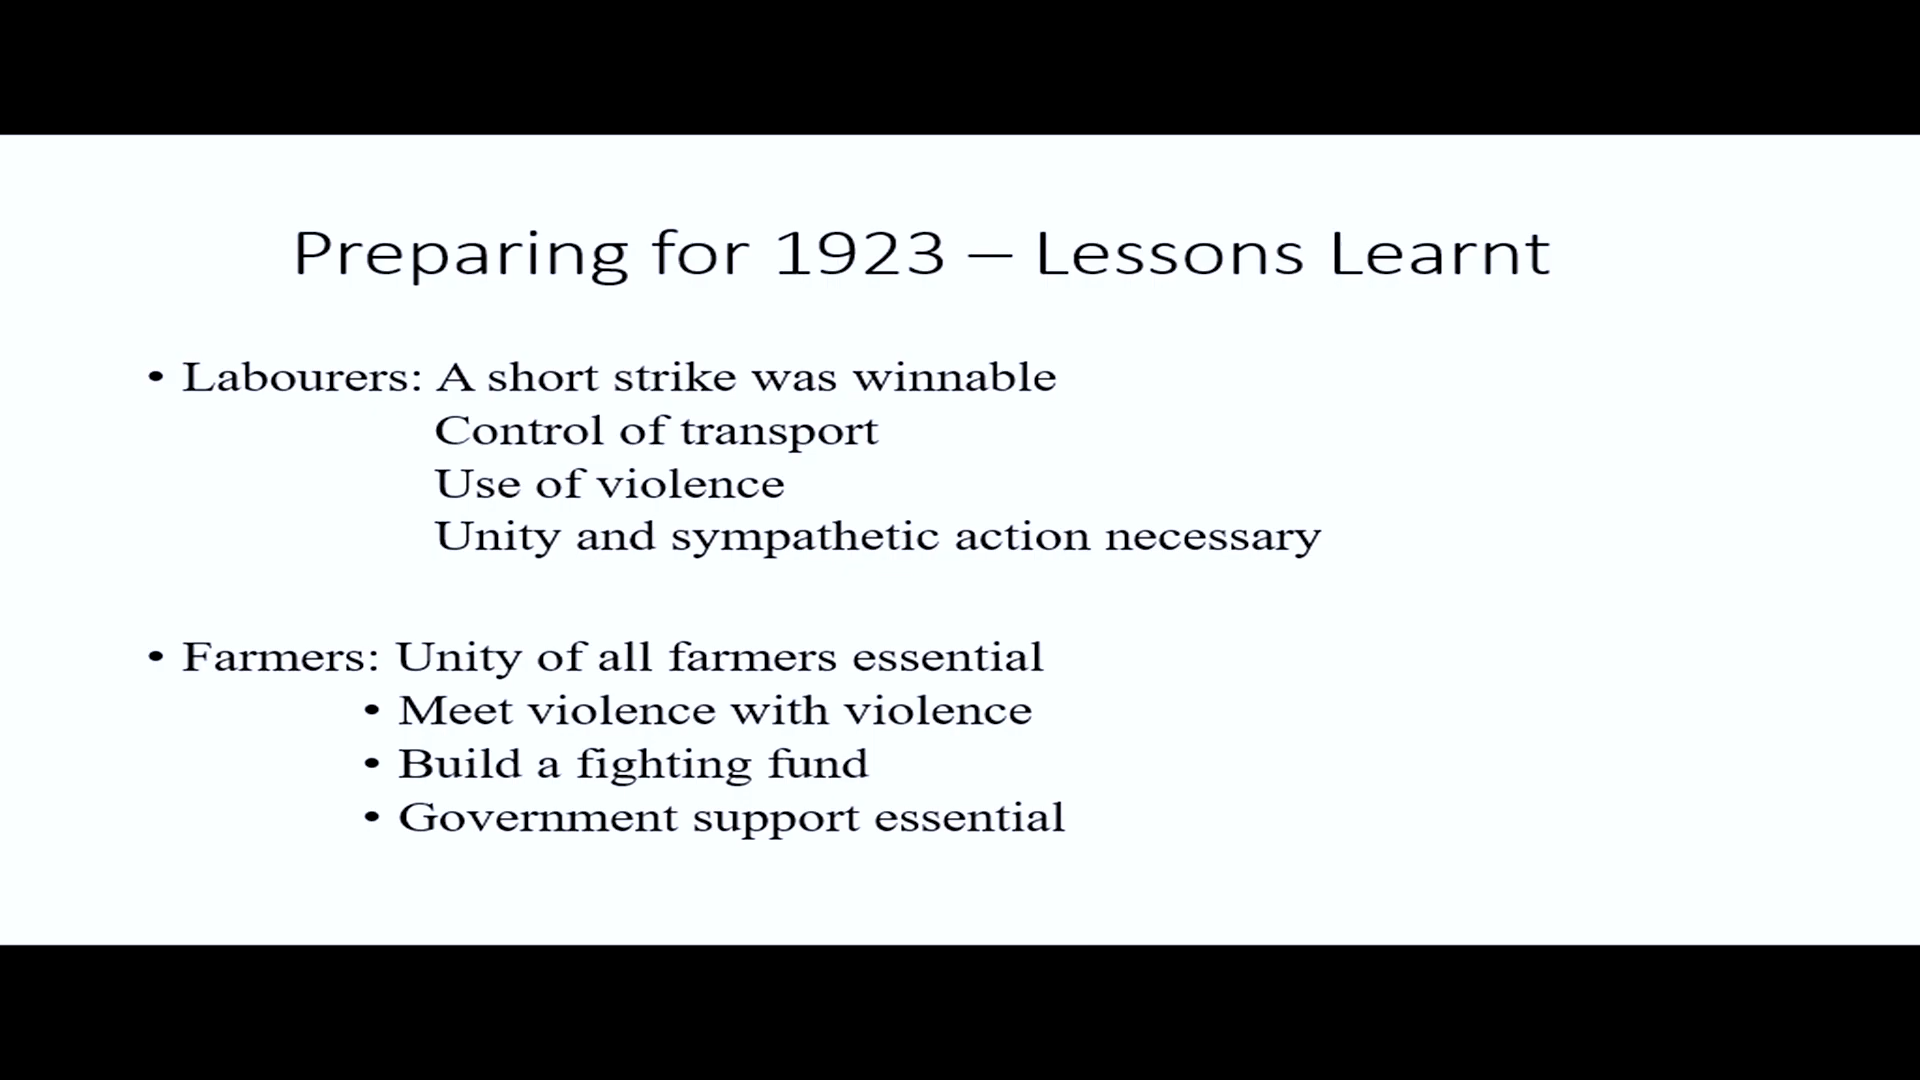 Preparing for 1923 – Lessons Learnt
• Labourers: A short strike was winnable
Control of transport
Use of violence
Unity and sympathetic action necessary
• Farmers: Unity of all farmers essential
• Meet violence with violence
• Build a fighting fund
• Government support essential